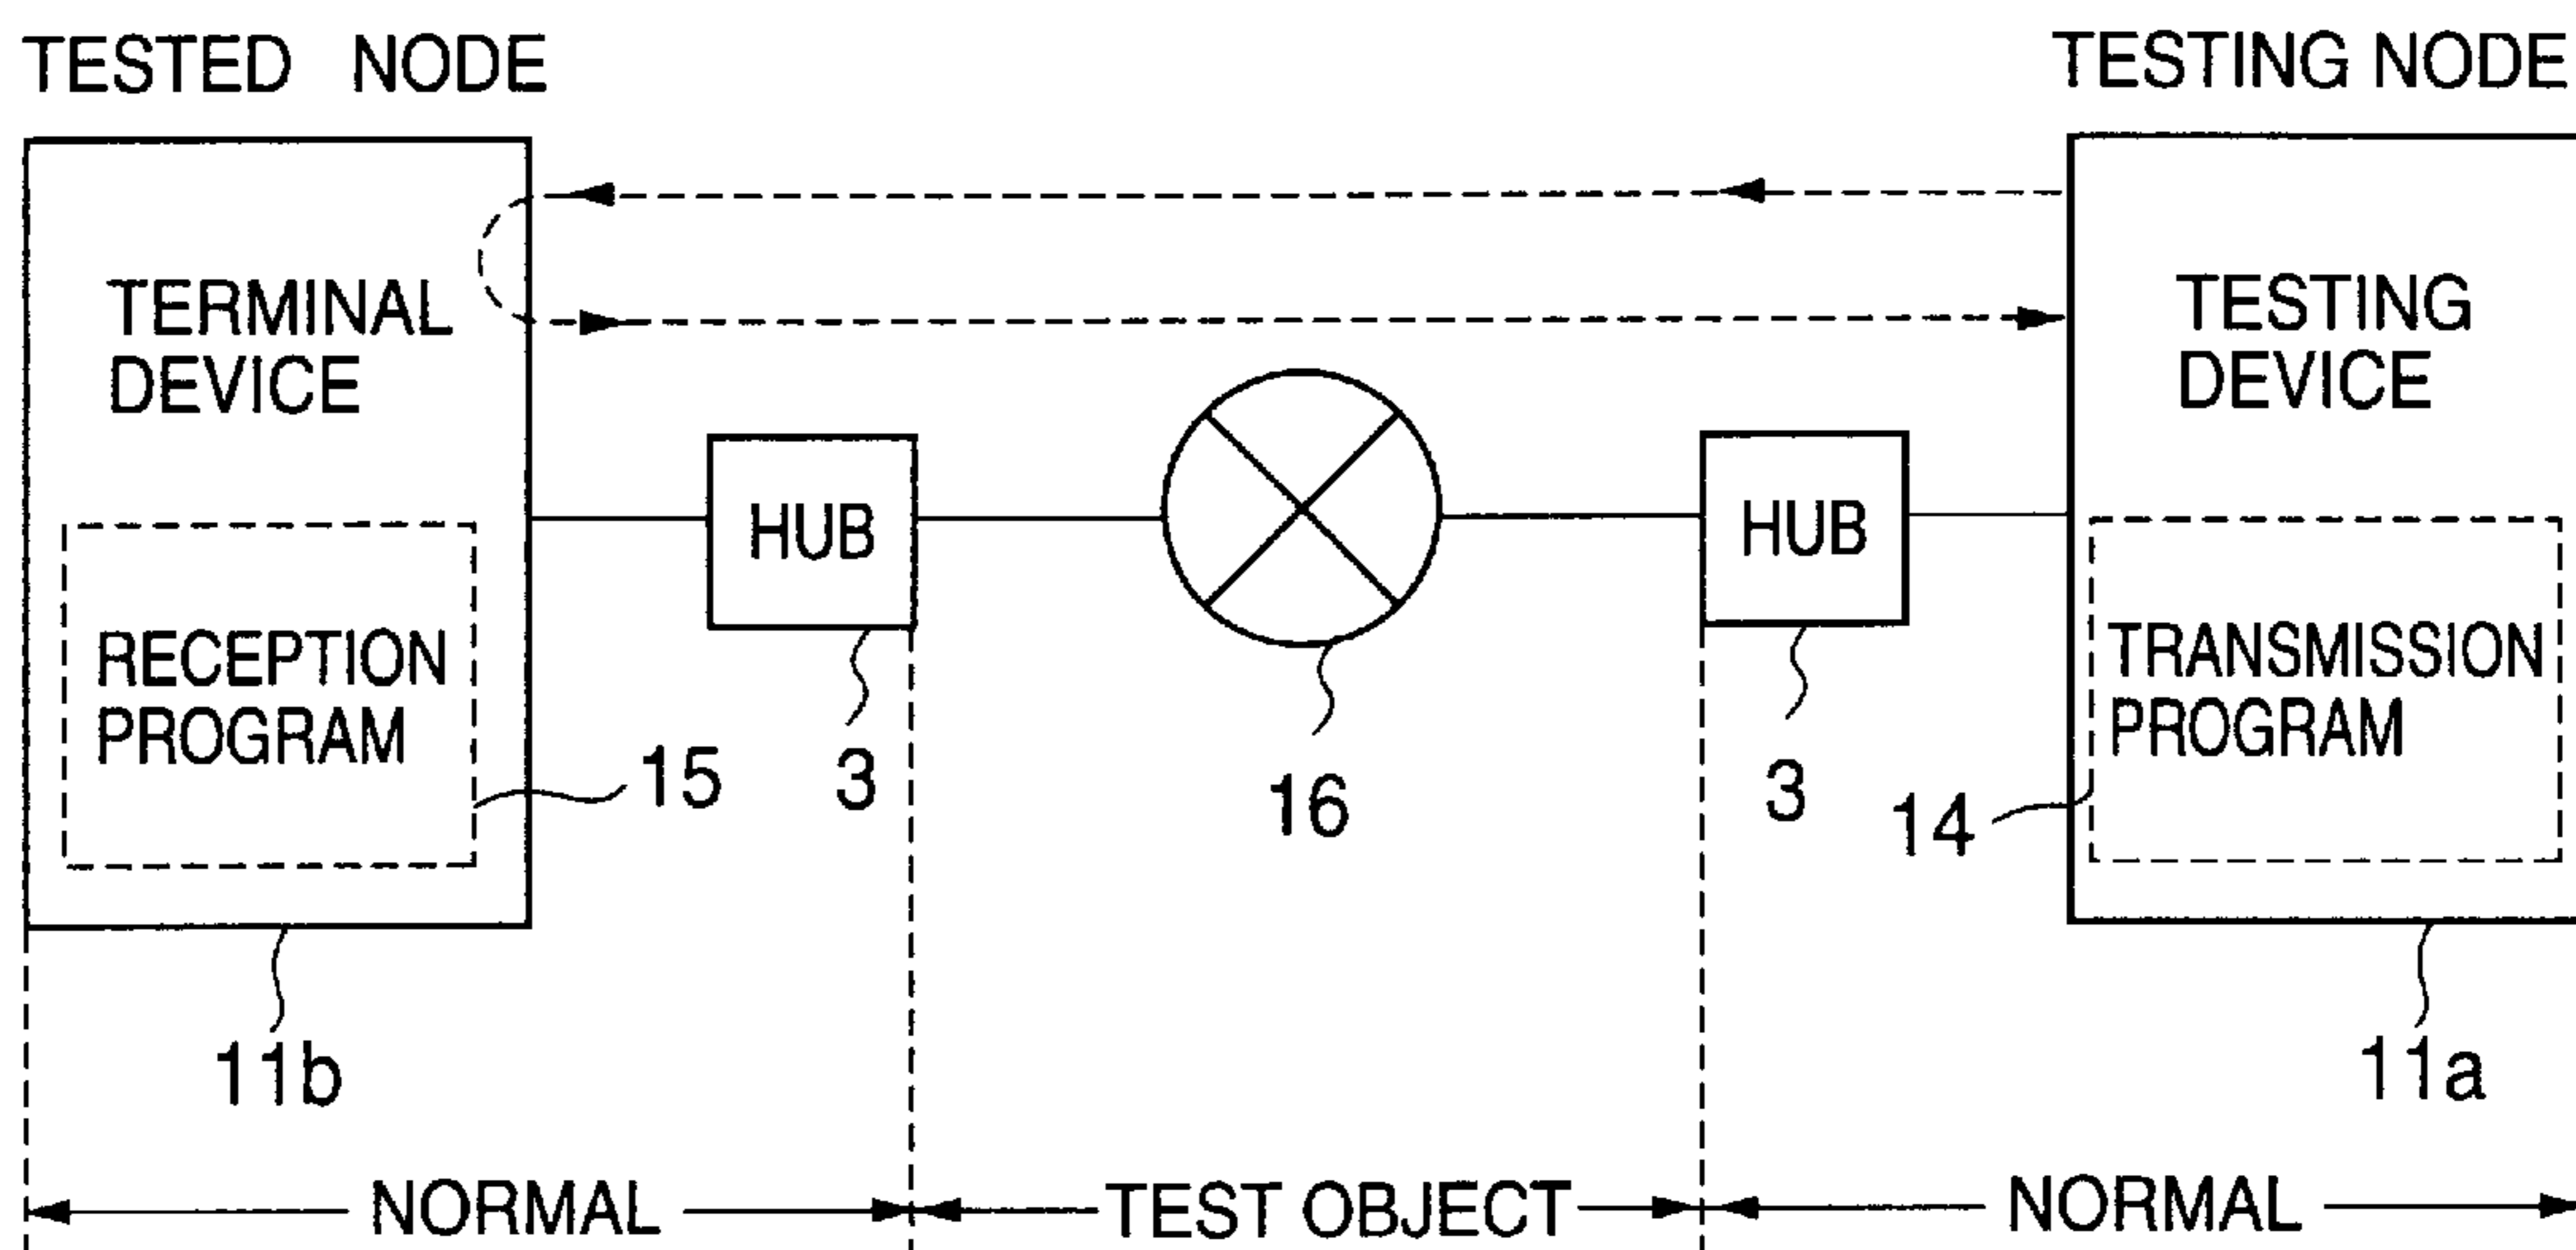 TESTED NODE
TESTING NODE
TERMINAL
DEVICE
TESTING
DEVICE
HUB
HUB
RECEPTION
PROGRAM
TRANSMISSION
PROGRAM
15
3
16
3
14
11b
11a
NORMAL
TEST OBJECT
NORMAL